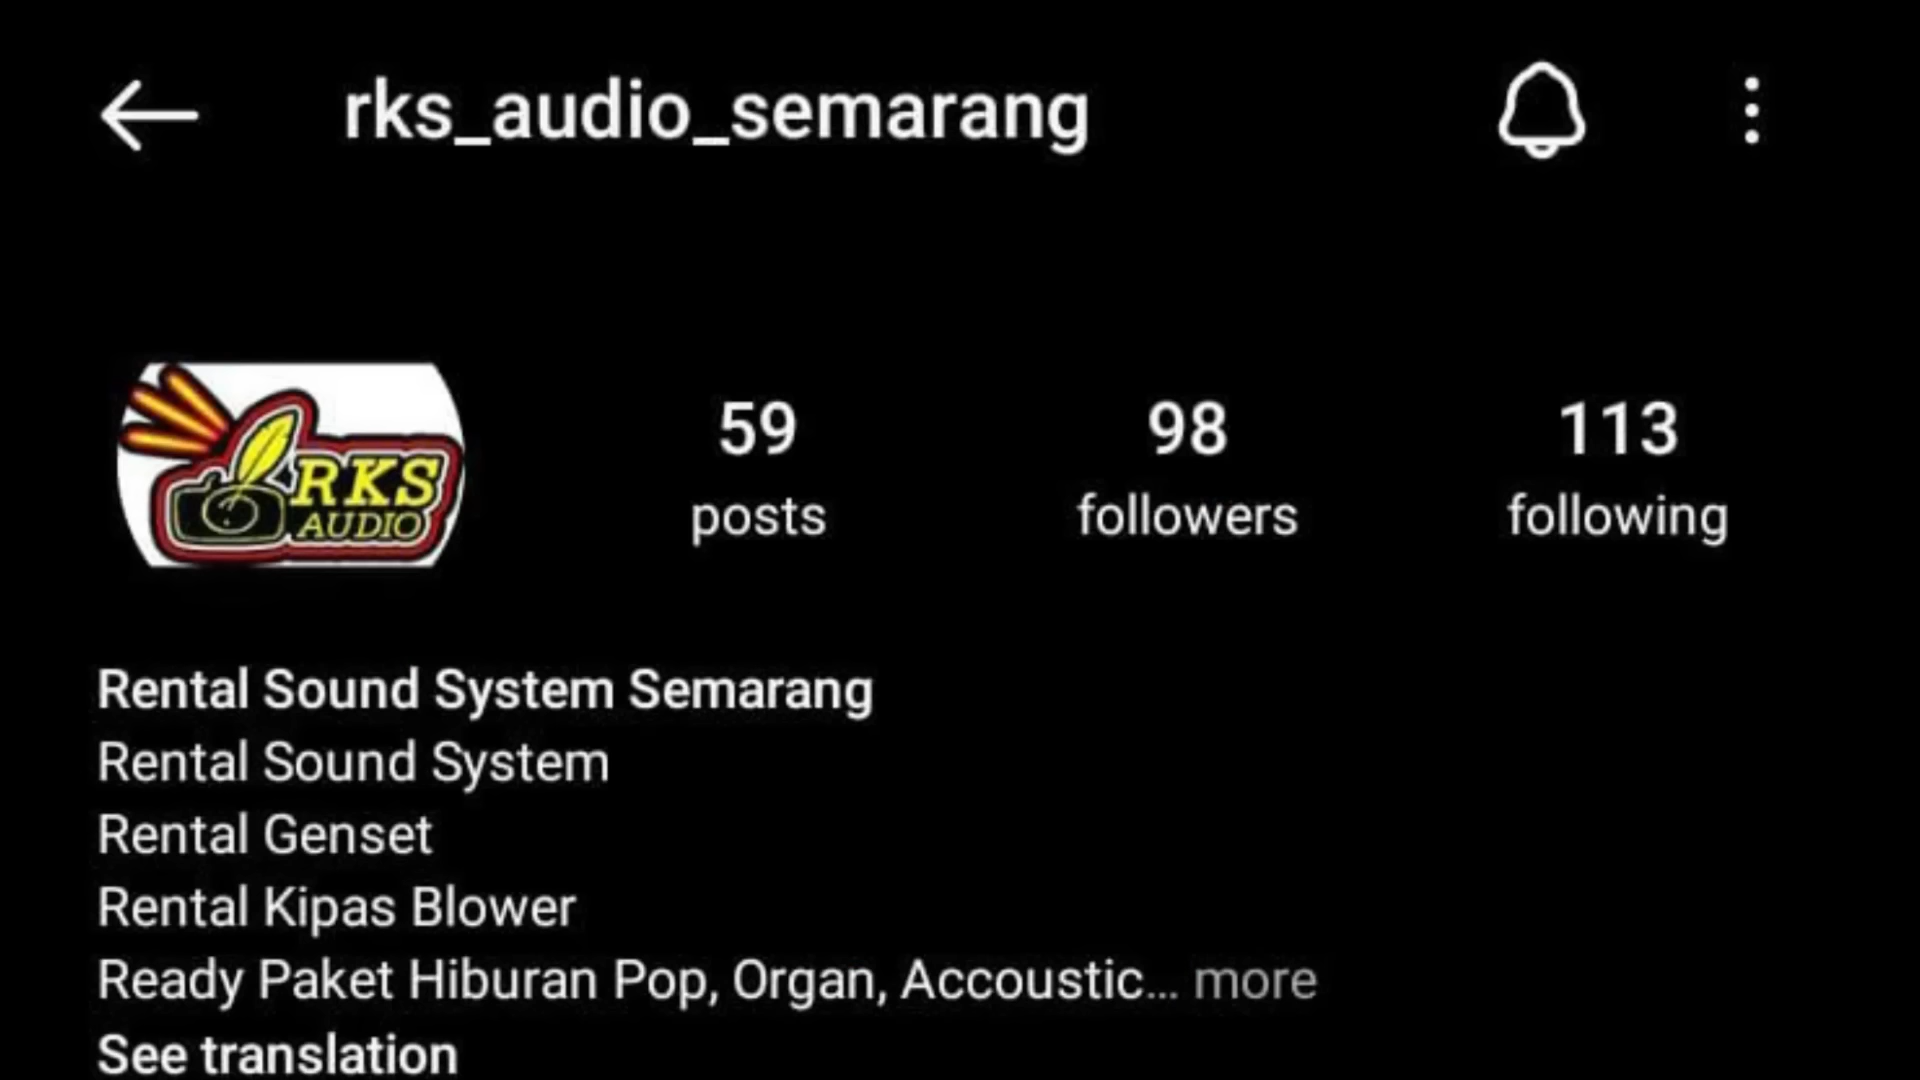 rks_audio_semarang
RKS
AUDIO
59
posts
98
followers
113
following
Rental Sound System Semarang
Rental Sound System
Rental Genset
Rental Kipas Blower
Ready Paket Hiburan Pop, Organ, Accoustic... more
See translation